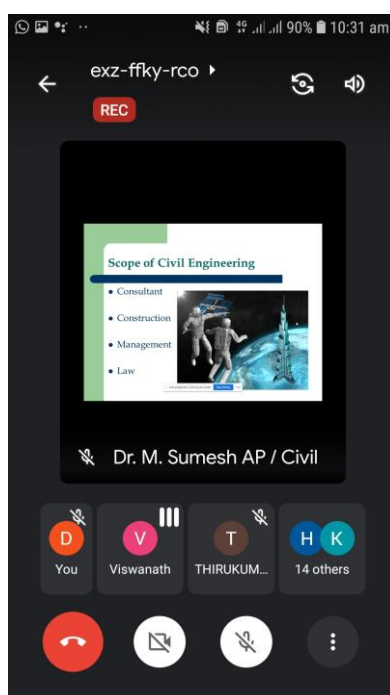 4G 90% 10:31 am
exz-ffky-rco
REC
Scope of Civil Engineering
• Consultant
• Construction
• Management
• Law
Dr. M. Sumesh AP / Civil
D
V
T
H K
You
Viswanath
THIRUKUM...
14 others